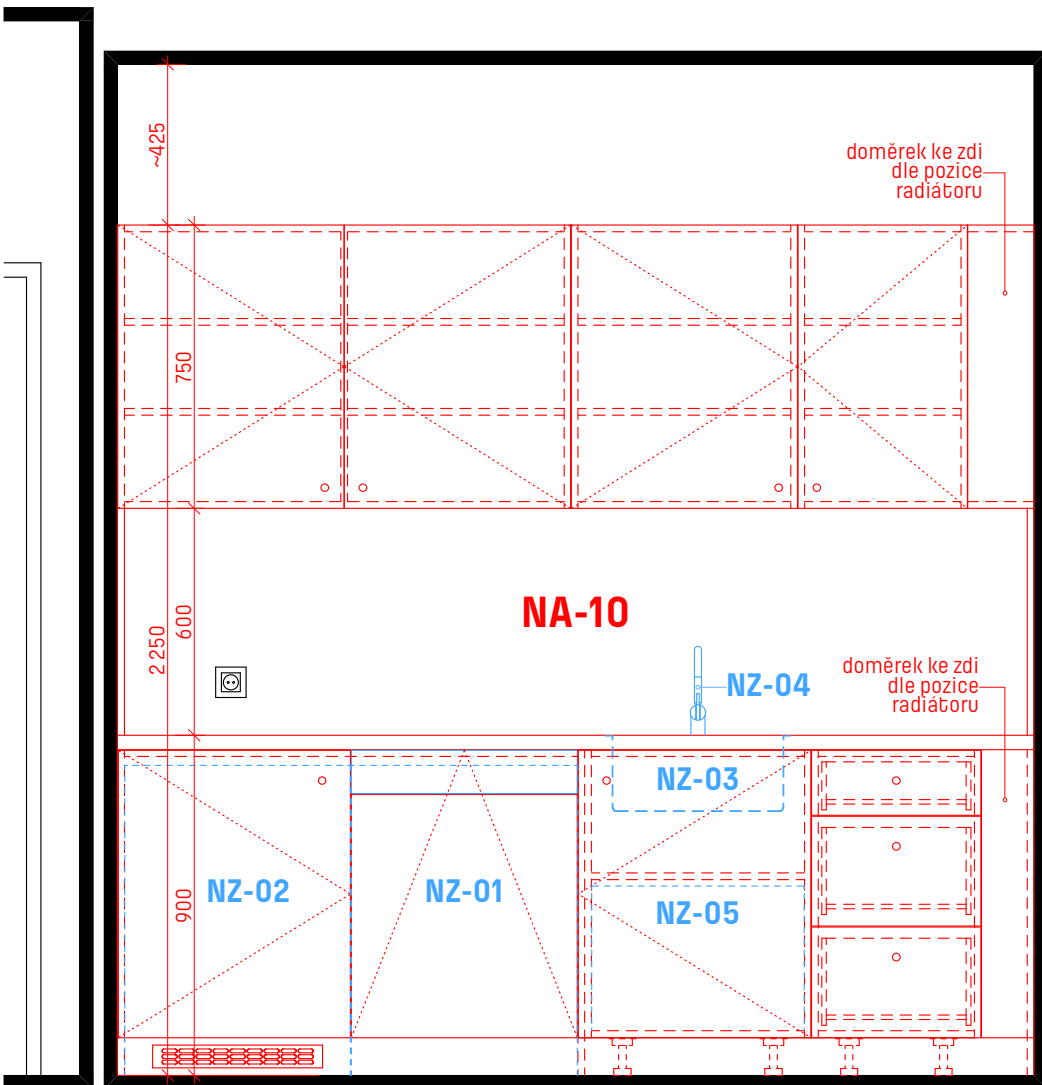 ~425
doměrek ke zdi
dle pozice
radiátoru
750
NA-10
600
2 250
doměrek ke zdi
dle pozice
radiátoru
NZ-04
NZ-03
NZ-02
NZ-01
NZ-05
900